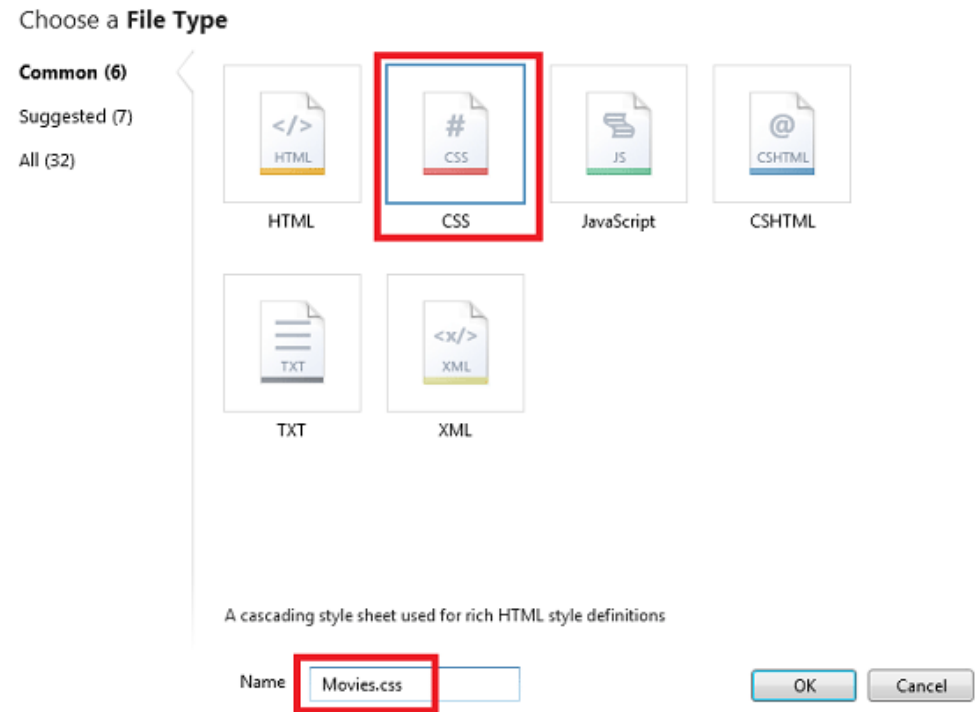 Choose a File Type
Common (6)
Suggested (7)
All (32)
</>
HTML
#
CSS
JS
@
CSHTML
HTML
CSS
JavaScript
CSHTML
TXT
<x/>
XML
TXT
XML
A cascading style sheet used for rich HTML style definitions
Name
Movies.css
OK
Cancel